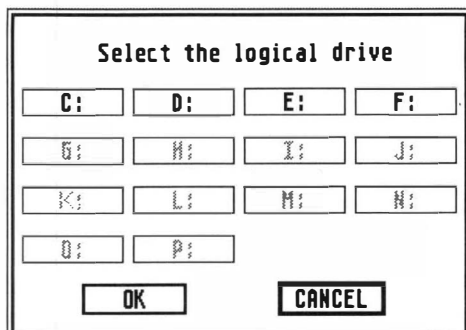 Select the logical drive
C: D: E: F:
G: H: I: J:
K: L: M: N:
O: P:
OK CANCEL